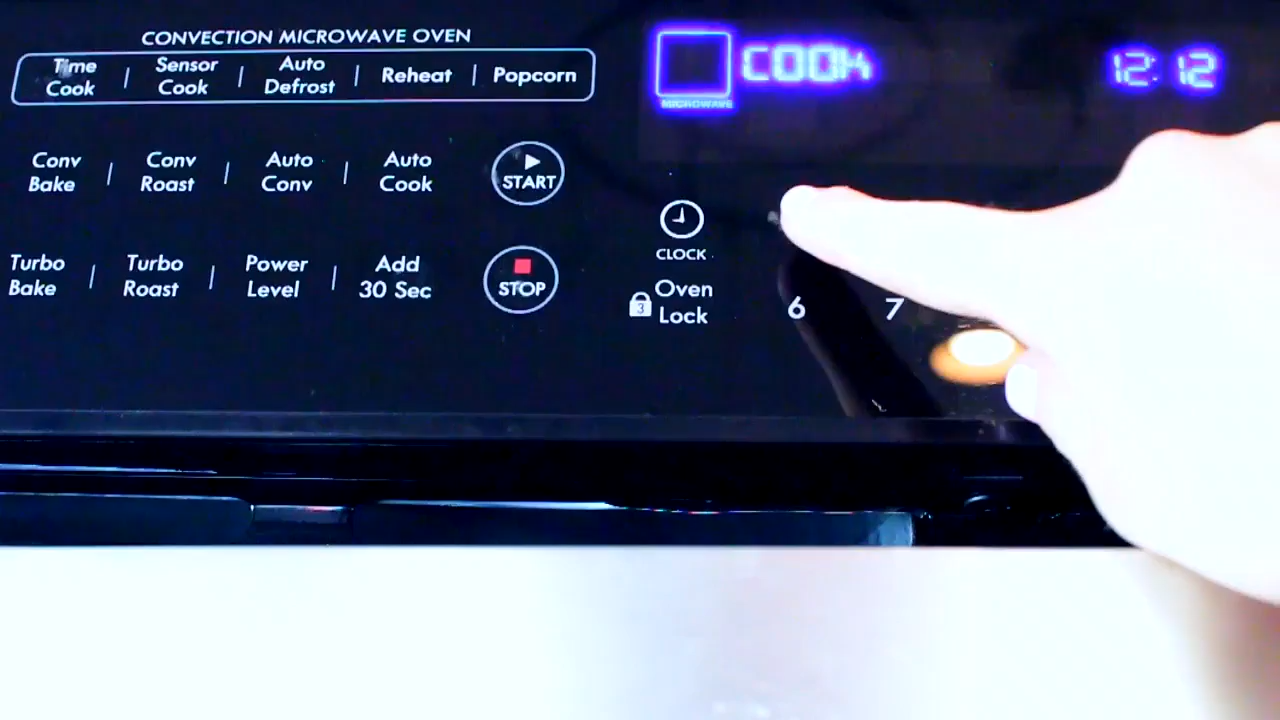 CONVECTION MICROWAVE OVEN
Time Cook | Sensor Cook | Auto Defrost | Reheat | Popcorn
COOK
12:12
MICROWAVE
Conv Bake | Conv Roast | Auto Conv | Auto Cook
START
CLOCK
Turbo Bake | Turbo Roast | Power Level | Add 30 Sec
STOP
3 Oven Lock
6 7